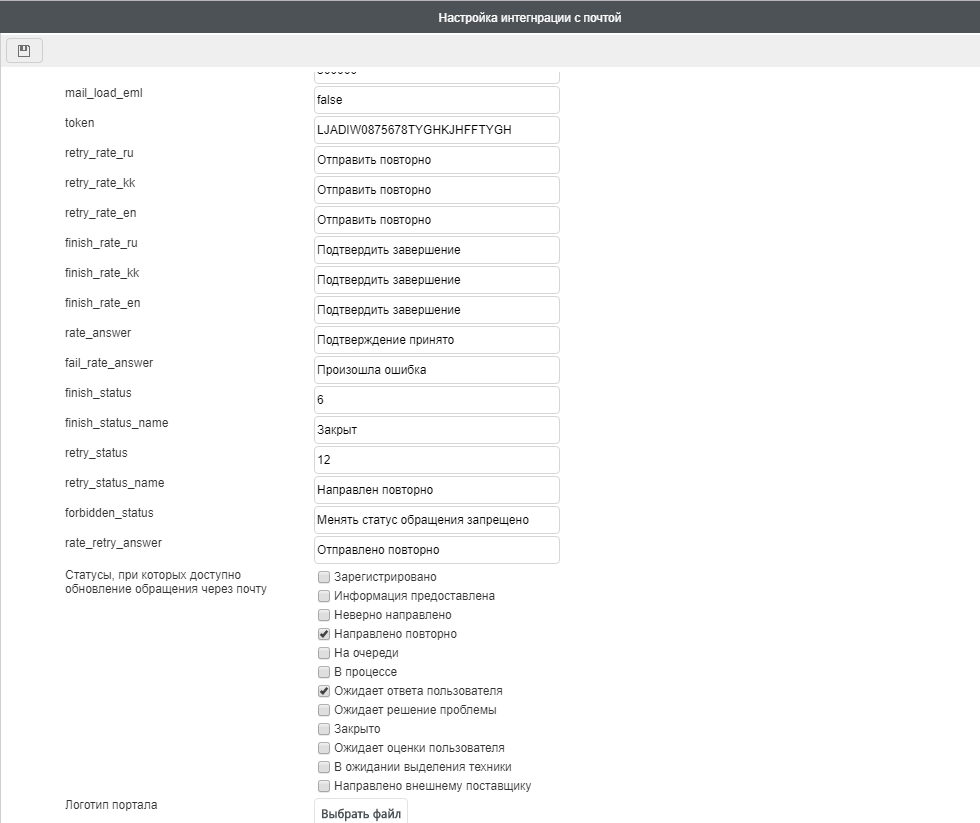 Настройка интегнрации с почтой
mail_load_eml false
token LJADIW0875678TYGHKJHFFTYGH
retry_rate_ru Отправить повторно
retry_rate_kk Отправить повторно
retry_rate_en Отправить повторно
finish_rate_ru Подтвердить завершение
finish_rate_kk Подтвердить завершение
finish_rate_en Подтвердить завершение
rate_answer Подтверждение принято
fail_rate_answer Произошла ошибка
finish_status 6
finish_status_name Закрыт
retry_status 12
retry_status_name Направлен повторно
forbidden_status Менять статус обращения запрещено
rate_retry_answer Отправлено повторно
Статусы, при которых доступно
обновление обращения через почту
Зарегистрировано
Информация предоставлена
Неверно направлено
Направлено повторно
На очереди
В процессе
Ожидает ответа пользователя
Ожидает решение проблемы
Закрыто
Ожидает оценки пользователя
В ожидании выделения техники
Направлено внешнему поставщику
Логотип портала
Выбрать файл